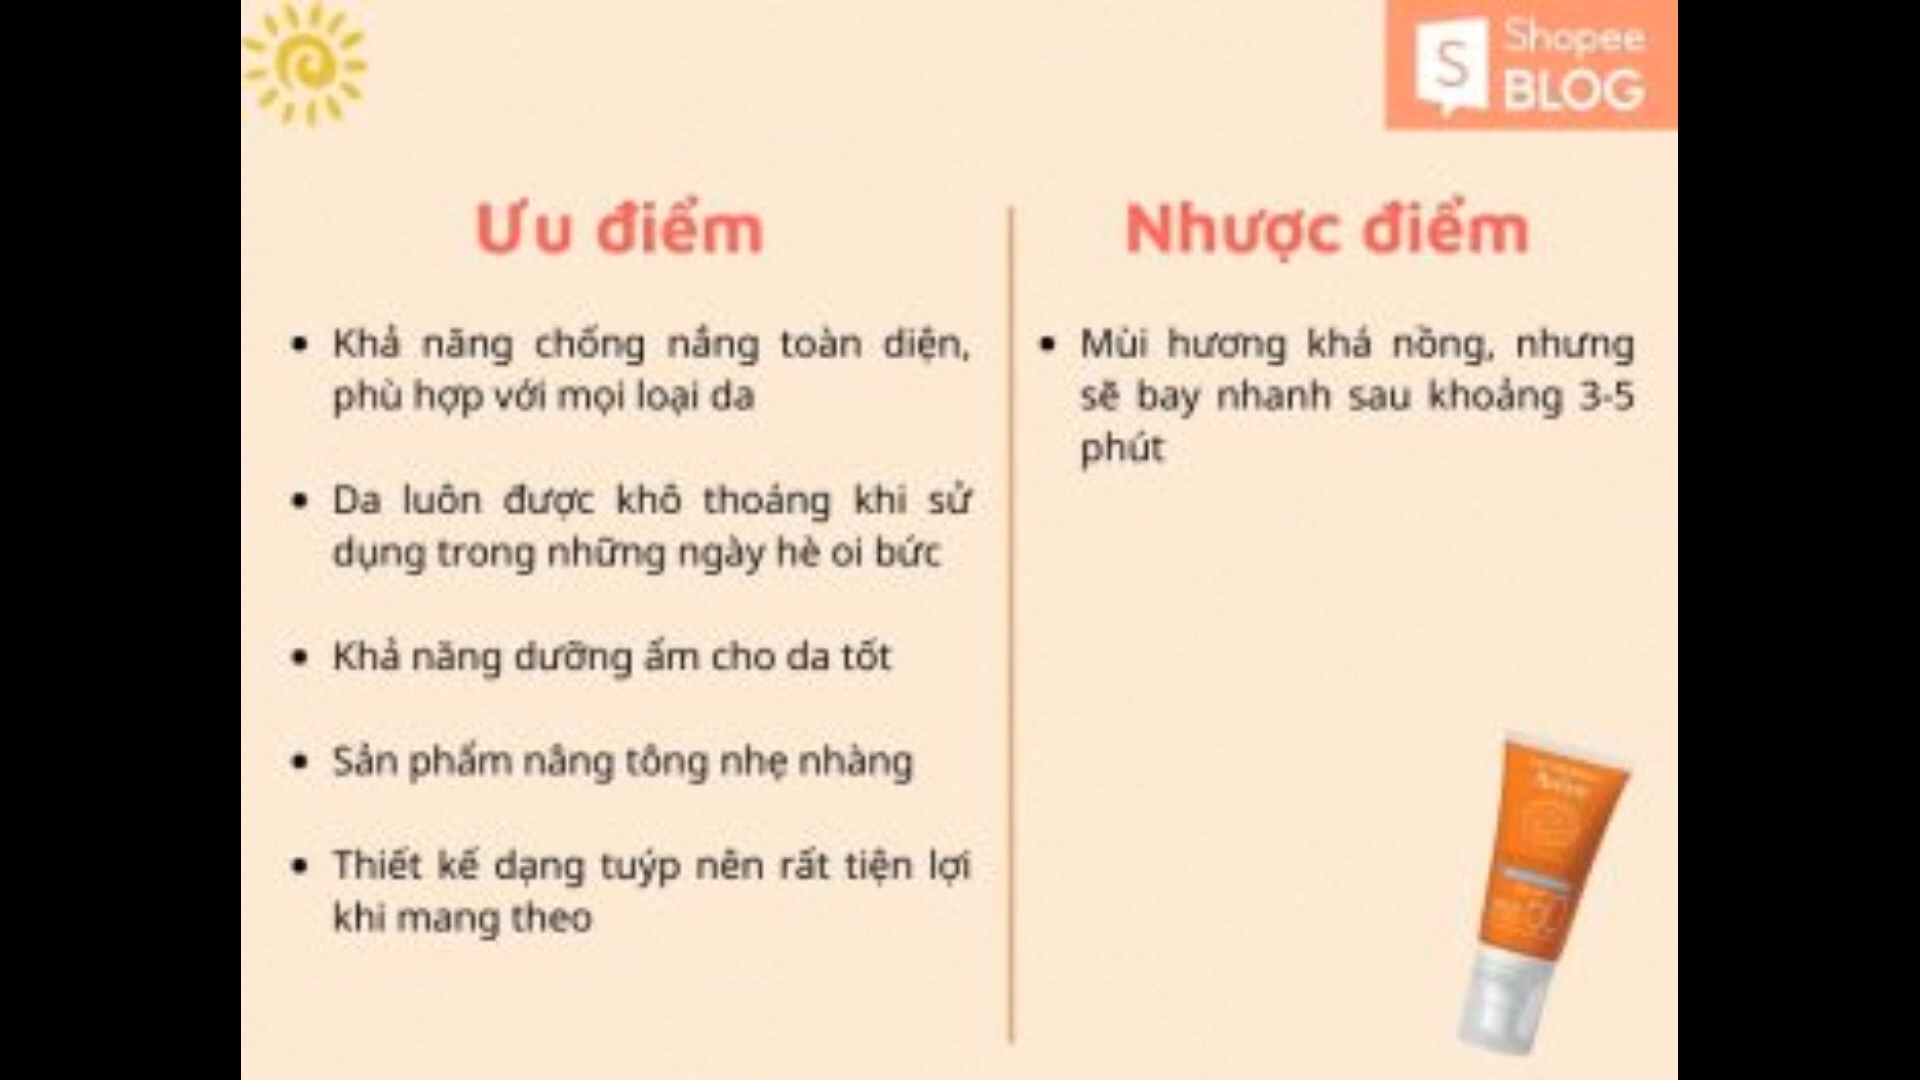 Shopee
BLOG
Ưu điểm
• Khả năng chống nắng toàn diện,
phù hợp với mọi loại da
• Da luôn được khô thoáng khi sử
dụng trong những ngày hè oi bức
• Khả năng dưỡng ẩm cho da tốt
• Sản phẩm nâng tông nhẹ nhàng
• Thiết kế dạng tuýp nên rất tiện lợi
khi mang theo
Nhược điểm
• Mùi hương khá nồng, nhưng
sẽ bay nhanh sau khoảng 3-5
phút